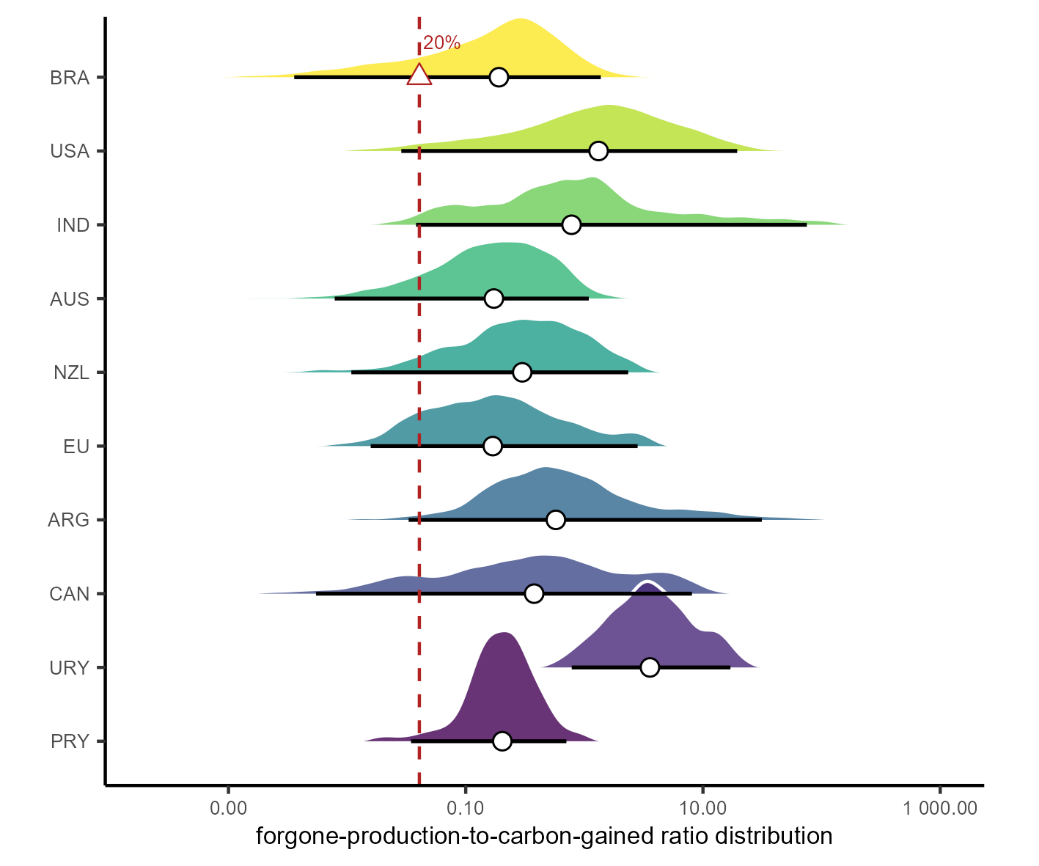 20%
BRA
USA
IND
AUS
NZL
EU
ARG
CAN
URY
PRY
0.00 0.10 10.00 1 000.00
forgone-production-to-carbon-gained ratio distribution